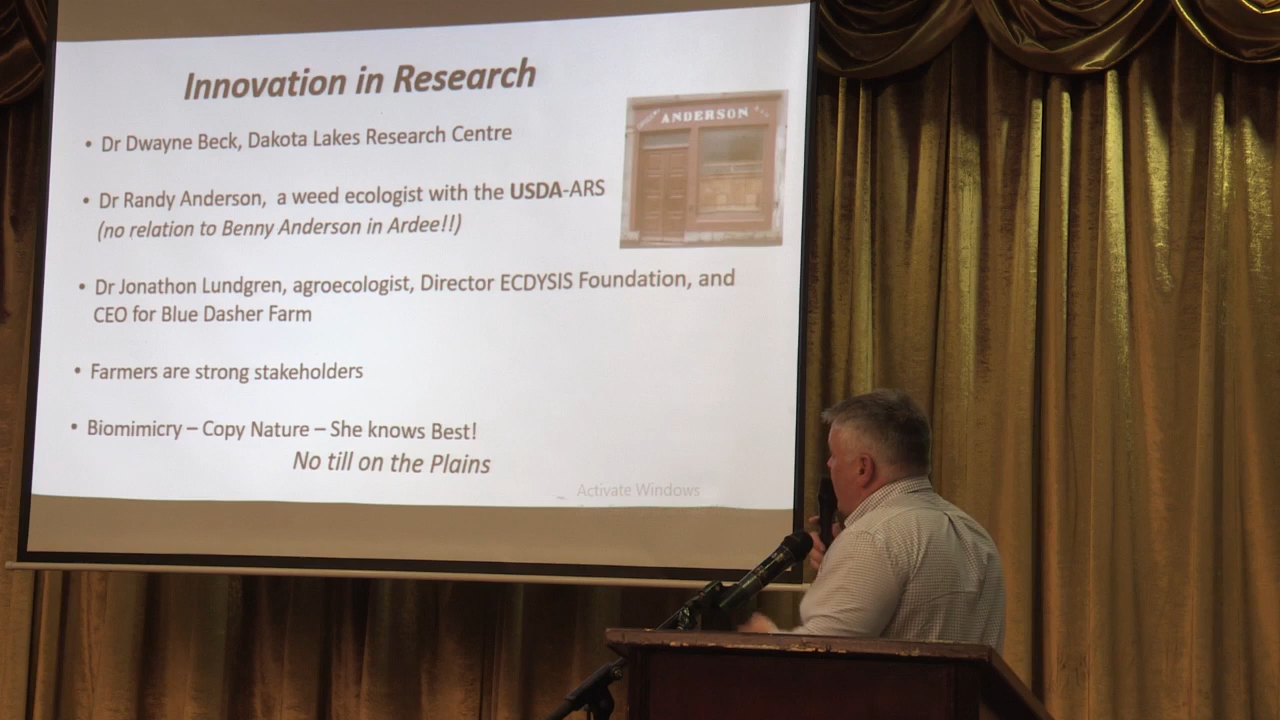 Innovation in Research
• Dr Dwayne Beck, Dakota Lakes Research Centre
ANDERSON
• Dr Randy Anderson, a weed ecologist with the USDA-ARS
(no relation to Benny Anderson in Ardee!!)
• Dr Jonathon Lundgren, agroecologist, Director ECDYSIS Foundation, and
CEO for Blue Dasher Farm
• Farmers are strong stakeholders
• Biomimicry – Copy Nature – She knows Best!
No till on the Plains
Activate Windows